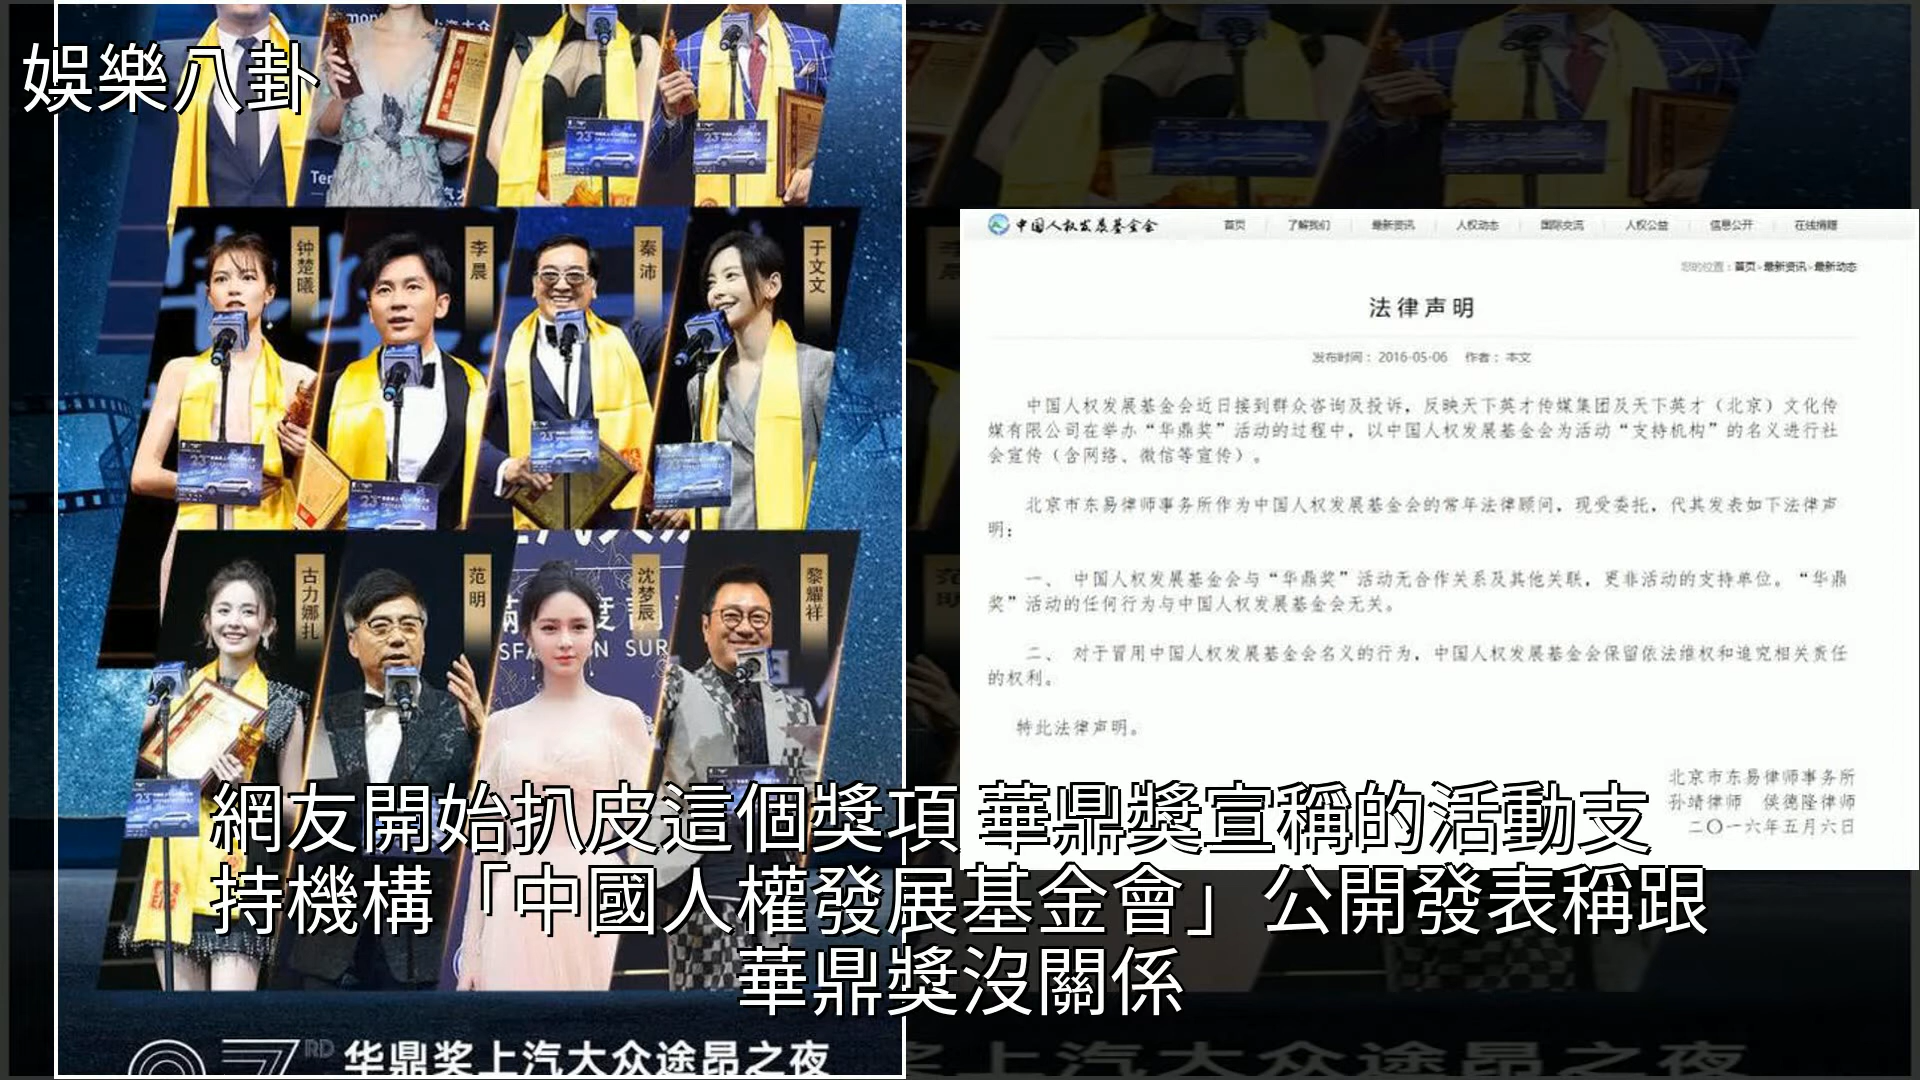 娛樂八卦
钟楚曦
李晨
秦沛
于文文
古力娜扎
范明
沈梦辰
黎耀祥
SFA
ON SUR
RD
华鼎奖上汽大众途昂之夜
中国人权发展基金会
首页 了解我们 最新资讯 人权动态 国际交流 人权公益 信息公开 在线捐赠
您的位置：首页>最新资讯>最新动态
法律声明
发布时间：2016-05-06 作者：本文
中国人权发展基金会近日接到群众咨询及投诉，反映天下英才传媒集团及天下英才（北京）文化传
媒有限公司在举办“华鼎奖”活动的过程中，以中国人权发展基金会为活动“支持机构”的名义进行社
会宣传（含网络、微信等宣传）。
北京市东易律师事务所作为中国人权发展基金会的常年法律顾问，现受委托，代其发表如下法律声
明：
一、 中国人权发展基金会与“华鼎奖”活动无合作关系及其他关联，更非活动的支持单位。“华鼎
奖”活动的任何行为与中国人权发展基金会无关。
二、 对于冒用中国人权发展基金会名义的行为，中国人权发展基金会保留依法维权和追究相关责任
的权利。
特此法律声明。
北京市东易律师事务所
孙靖律师 侯德隆律师
二〇一六年五月六日
網友開始扒皮這個獎項 華鼎獎宣稱的活動支
持機構「中國人權發展基金會」公開發表稱跟
華鼎獎沒關係